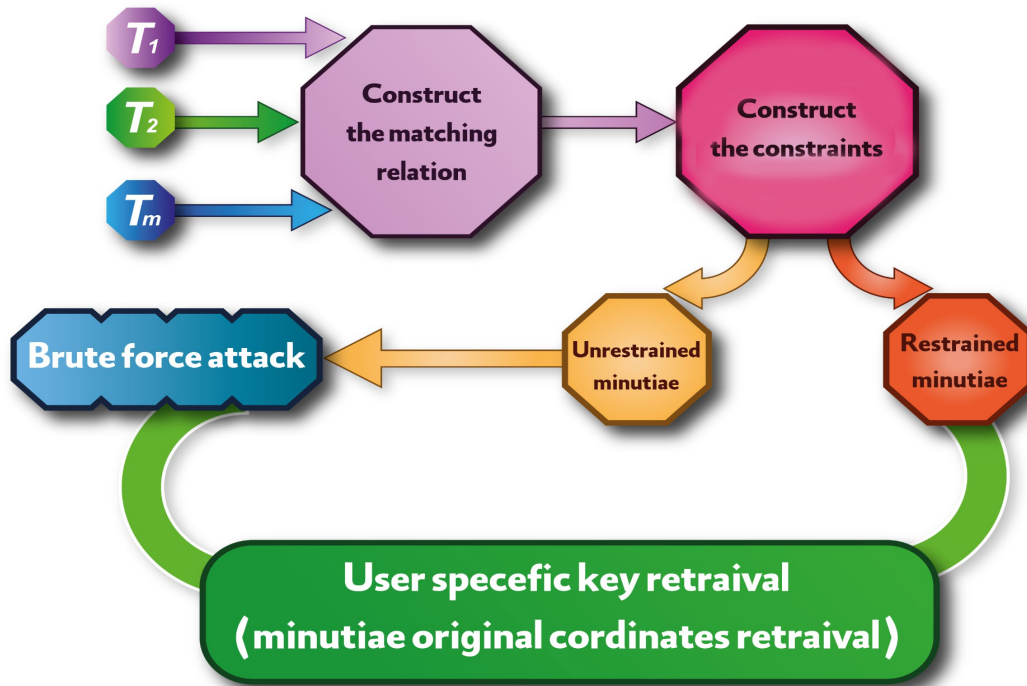 T1
T2
Tm
Construct
the matching
relation
Construct
the constraints
Brute force attack
Unrestrained
minutiae
Restrained
minutiae
User specefic key retraival
(minutiae original cordinates retraival)